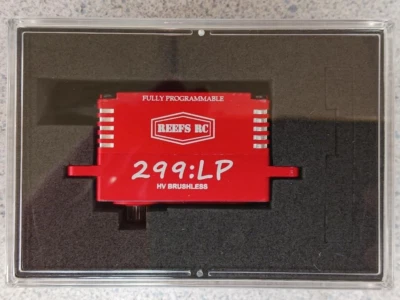 FULLY PROGRAMMABLE
REEFS RC
299:LP
HV BRUSHLESS